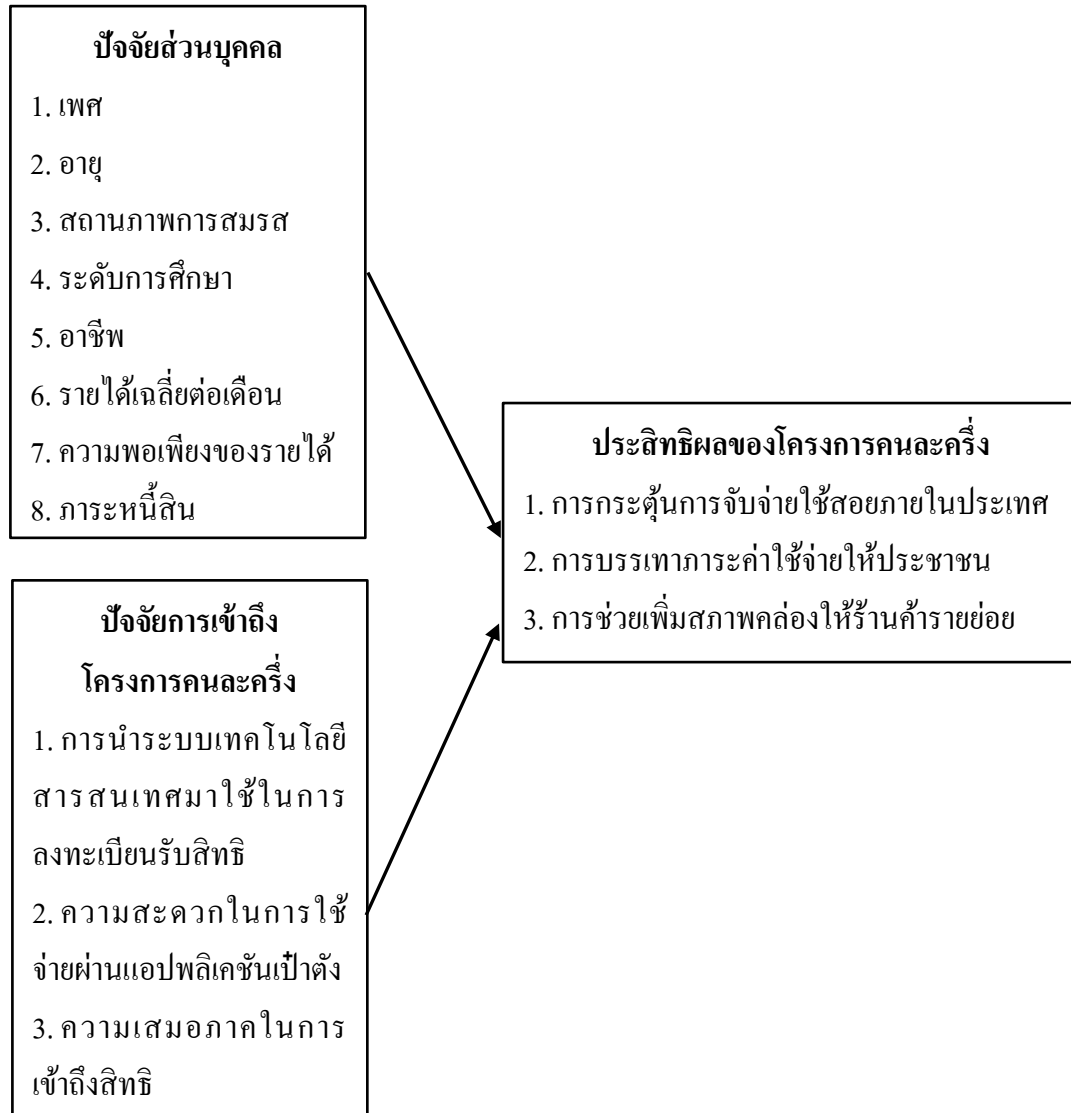 ปัจจัยส่วนบุคคล
1. เพศ
2. อายุ
3. สถานภาพการสมรส
4. ระดับการศึกษา
5. อาชีพ
6. รายได้เฉลี่ยต่อเดือน
7. ความพอเพียงของรายได้
8. ภาระหนี้สิน
ปัจจัยการเข้าถึง
โครงการคนละครึ่ง
1. การนำระบบเทคโนโลยี
สารสนเทศมาใช้ในการ
ลงทะเบียนรับสิทธิ
2. ความสะดวกในการใช้
จ่ายผ่านแอปพลิเคชันเป๋าตัง
3. ความเสมอภาคในการ
เข้าถึงสิทธิ
ประสิทธิผลของโครงการคนละครึ่ง
1. การกระตุ้นการจับจ่ายใช้สอยภายในประเทศ
2. การบรรเทาภาระค่าใช้จ่ายให้ประชาชน
3. การช่วยเพิ่มสภาพคล่องให้ร้านค้ารายย่อย